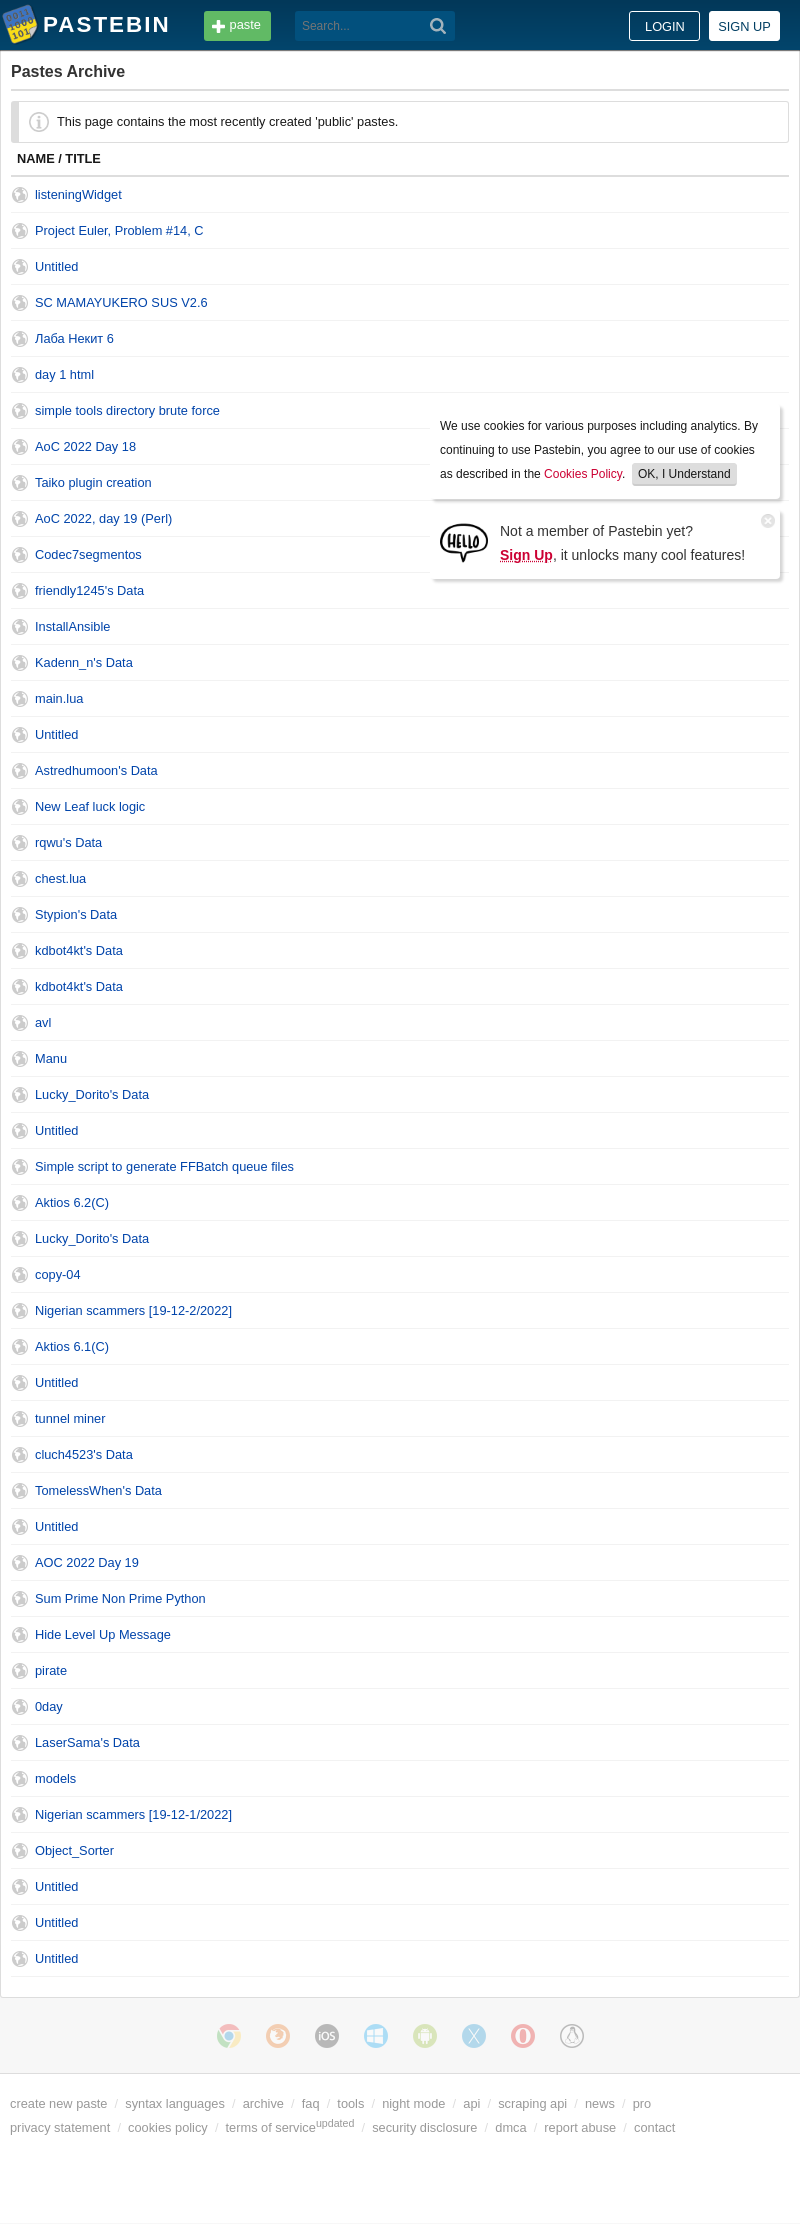 PASTEBIN paste Search... LOGIN SIGN UP
Pastes Archive
This page contains the most recently created 'public' pastes.
NAME / TITLE
listeningWidget
Project Euler, Problem #14, C
Untitled
SC MAMAYUKERO SUS V2.6
Лаба Некит 6
day 1 html
simple tools directory brute force
AoC 2022 Day 18
Taiko plugin creation
AoC 2022, day 19 (Perl)
Codec7segmentos
friendly1245's Data
InstallAnsible
Kadenn_n's Data
main.lua
Untitled
Astredhumoon's Data
New Leaf luck logic
rqwu's Data
chest.lua
Stypion's Data
kdbot4kt's Data
kdbot4kt's Data
avl
Manu
Lucky_Dorito's Data
Untitled
Simple script to generate FFBatch queue files
Aktios 6.2(C)
Lucky_Dorito's Data
copy-04
Nigerian scammers [19-12-2/2022]
Aktios 6.1(C)
Untitled
tunnel miner
cluch4523's Data
TomelessWhen's Data
Untitled
AOC 2022 Day 19
Sum Prime Non Prime Python
Hide Level Up Message
pirate
0day
LaserSama's Data
models
Nigerian scammers [19-12-1/2022]
Object_Sorter
Untitled
Untitled
Untitled
We use cookies for various purposes including analytics. By
continuing to use Pastebin, you agree to our use of cookies
as described in the Cookies Policy. OK, I Understand
HELLO
Not a member of Pastebin yet?
Sign Up, it unlocks many cool features!
iOS
create new paste / syntax languages / archive / faq / tools / night mode / api / scraping api / news / pro
privacy statement / cookies policy / terms of service updated / security disclosure / dmca / report abuse / contact